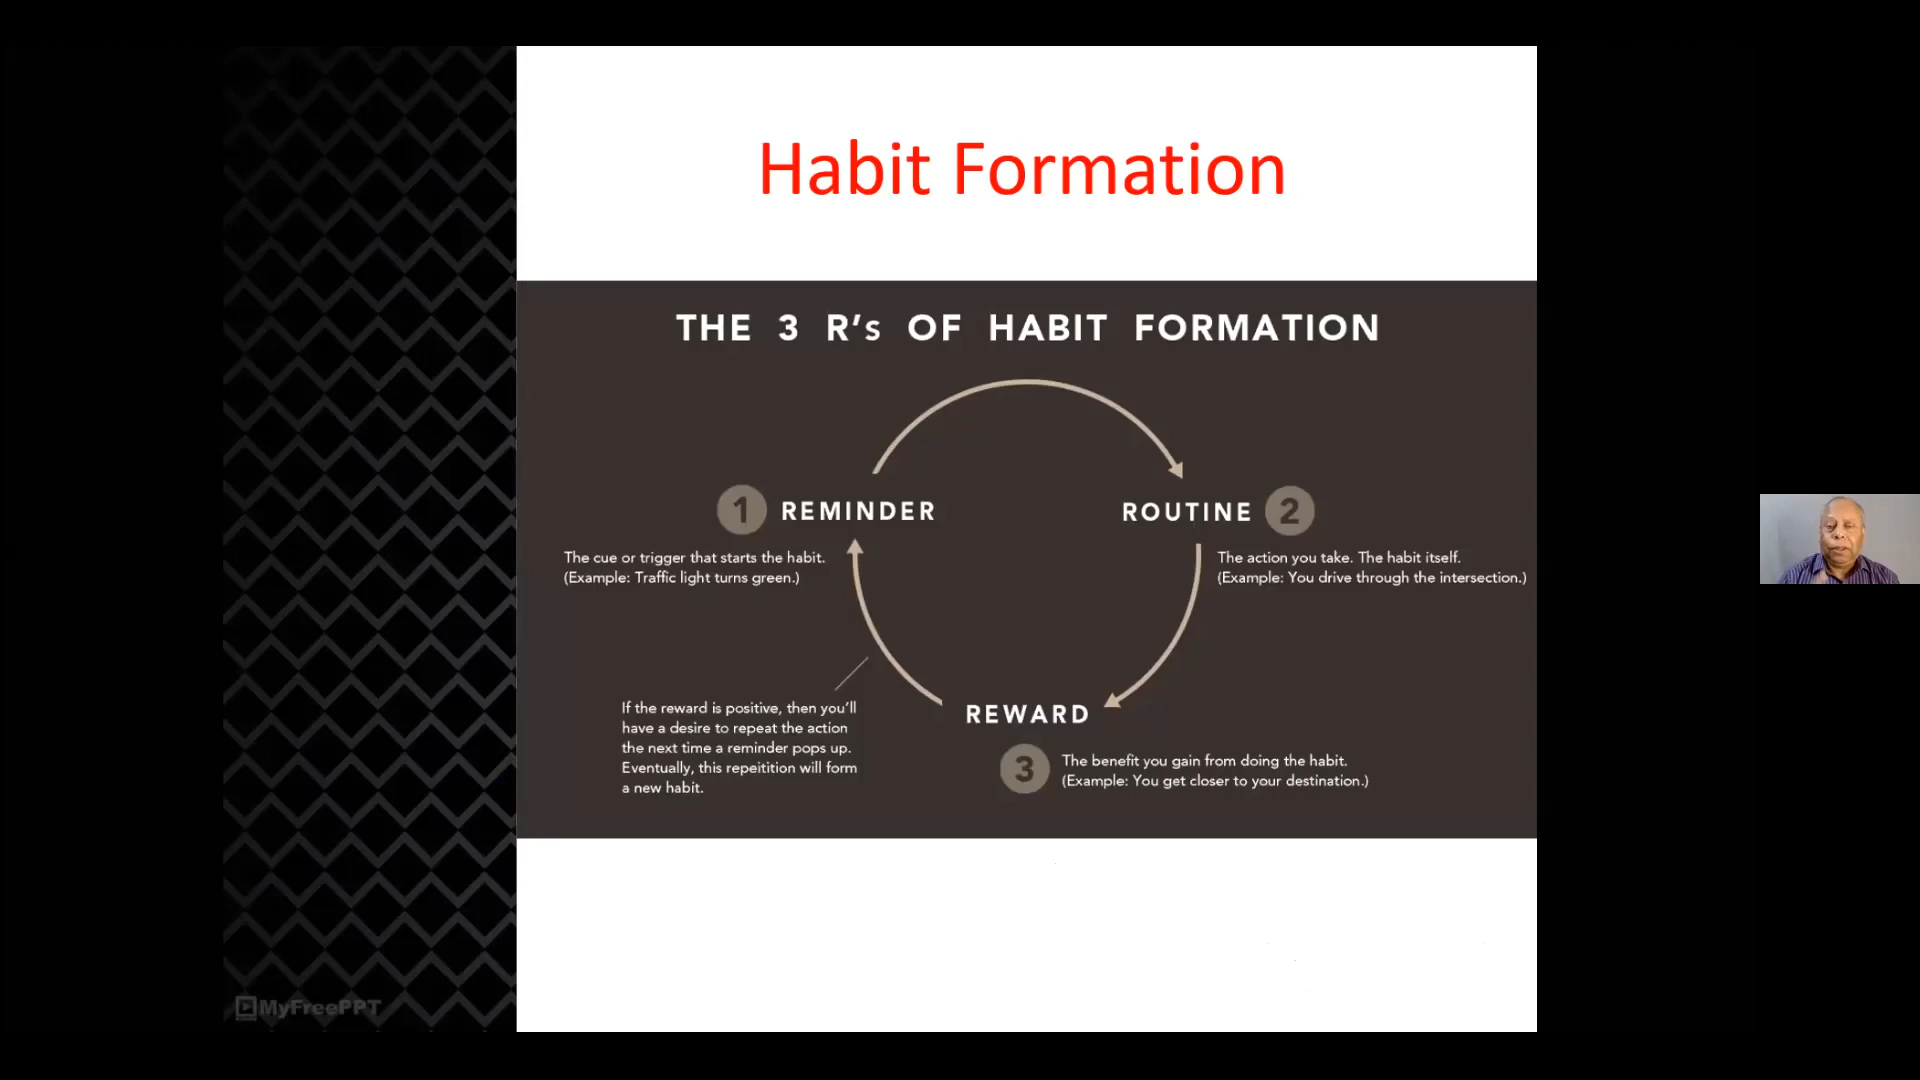 Habit Formation
THE 3 R's OF HABIT FORMATION
1 REMINDER
The cue or trigger that starts the habit.
(Example: Traffic light turns green.)
ROUTINE 2
The action you take. The habit itself.
(Example: You drive through the intersection.)
If the reward is positive, then you'll
have a desire to repeat the action
the next time a reminder pops up.
Eventually, this repeitition will form
a new habit.
REWARD
3
The benefit you gain from doing the habit.
(Example: You get closer to your destination.)
MyFreePPT